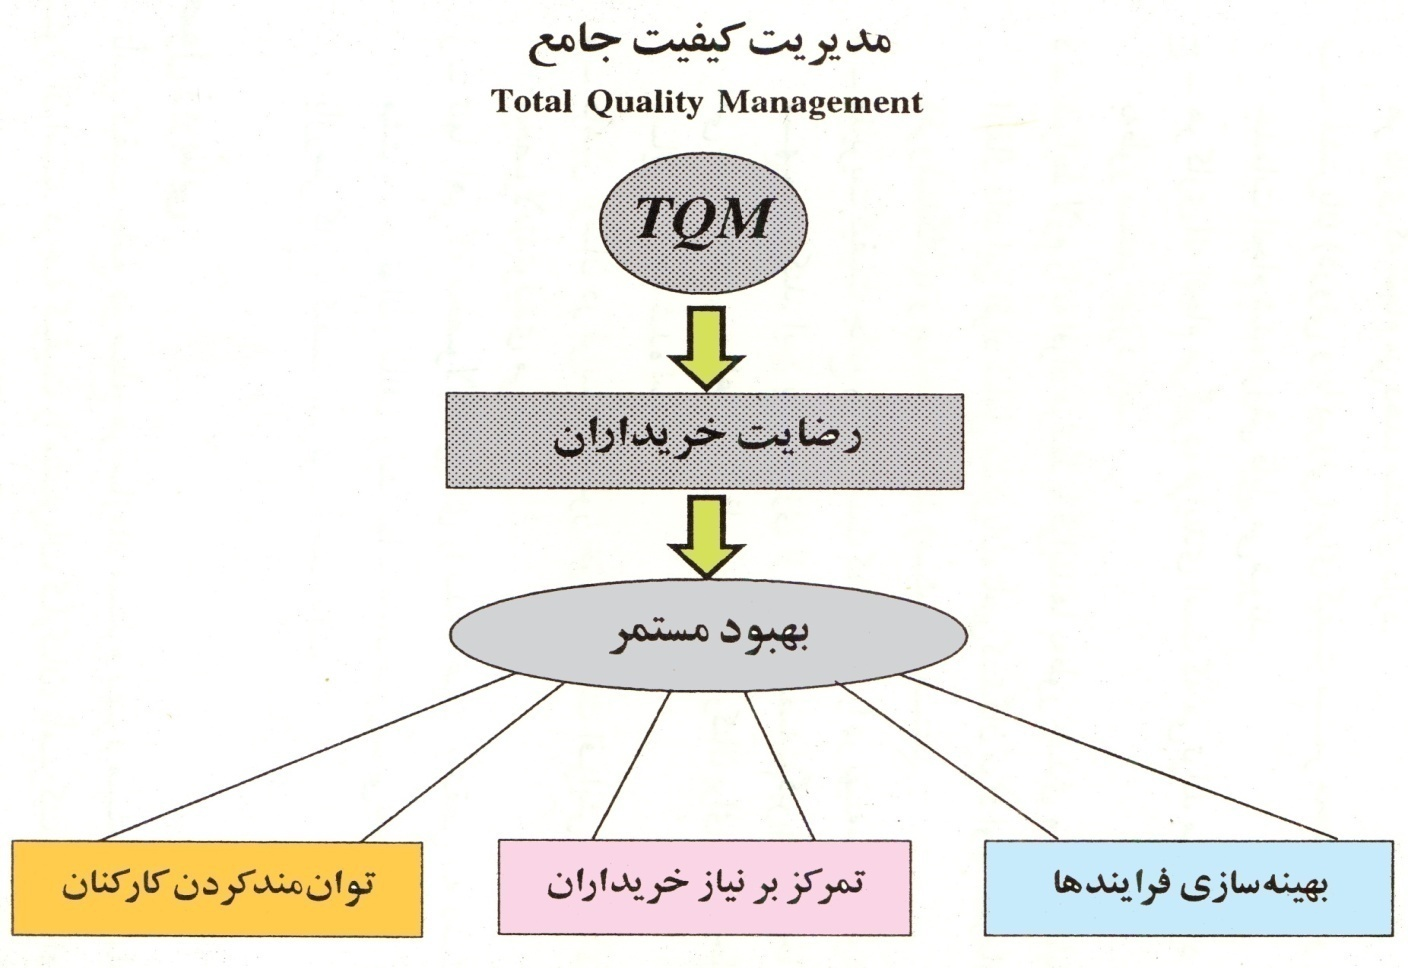 مدیریت کیفیت جامع
Total Quality Management
TQM
رضایت خریداران
بهبود مستمر
بهینه‌سازی فرایندها
تمرکز بر نیاز خریداران
توان‌مندکردن کارکنان